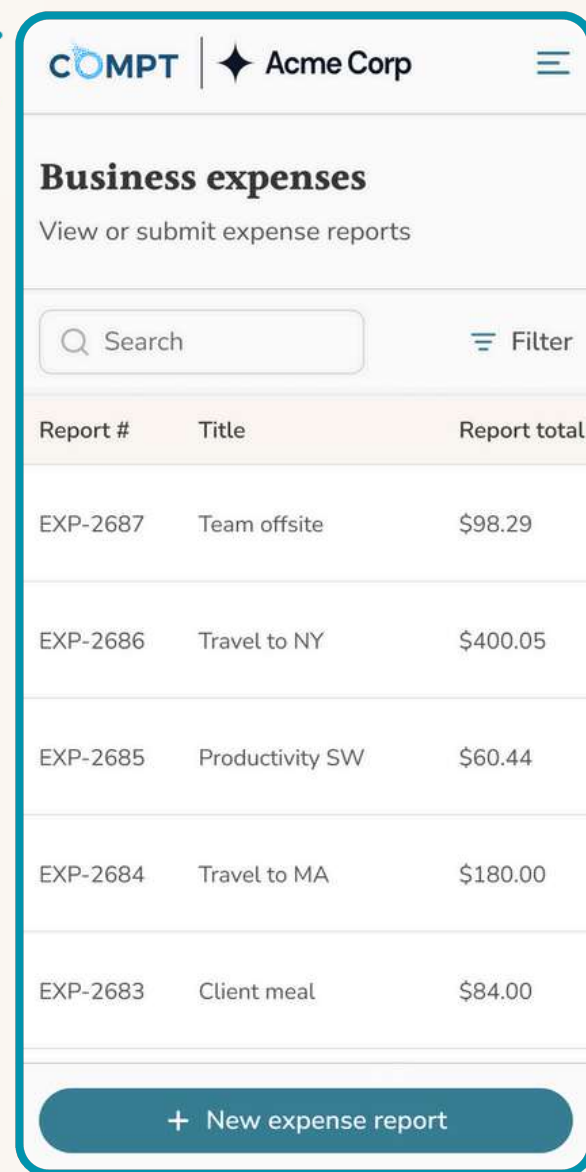 COMPT Acme Corp
Business expenses
View or submit expense reports
Search Filter
Report # Title Report total
EXP-2687 Team offsite $98.29
EXP-2686 Travel to NY $400.05
EXP-2685 Productivity SW $60.44
EXP-2684 Travel to MA $180.00
EXP-2683 Client meal $84.00
+ New expense report